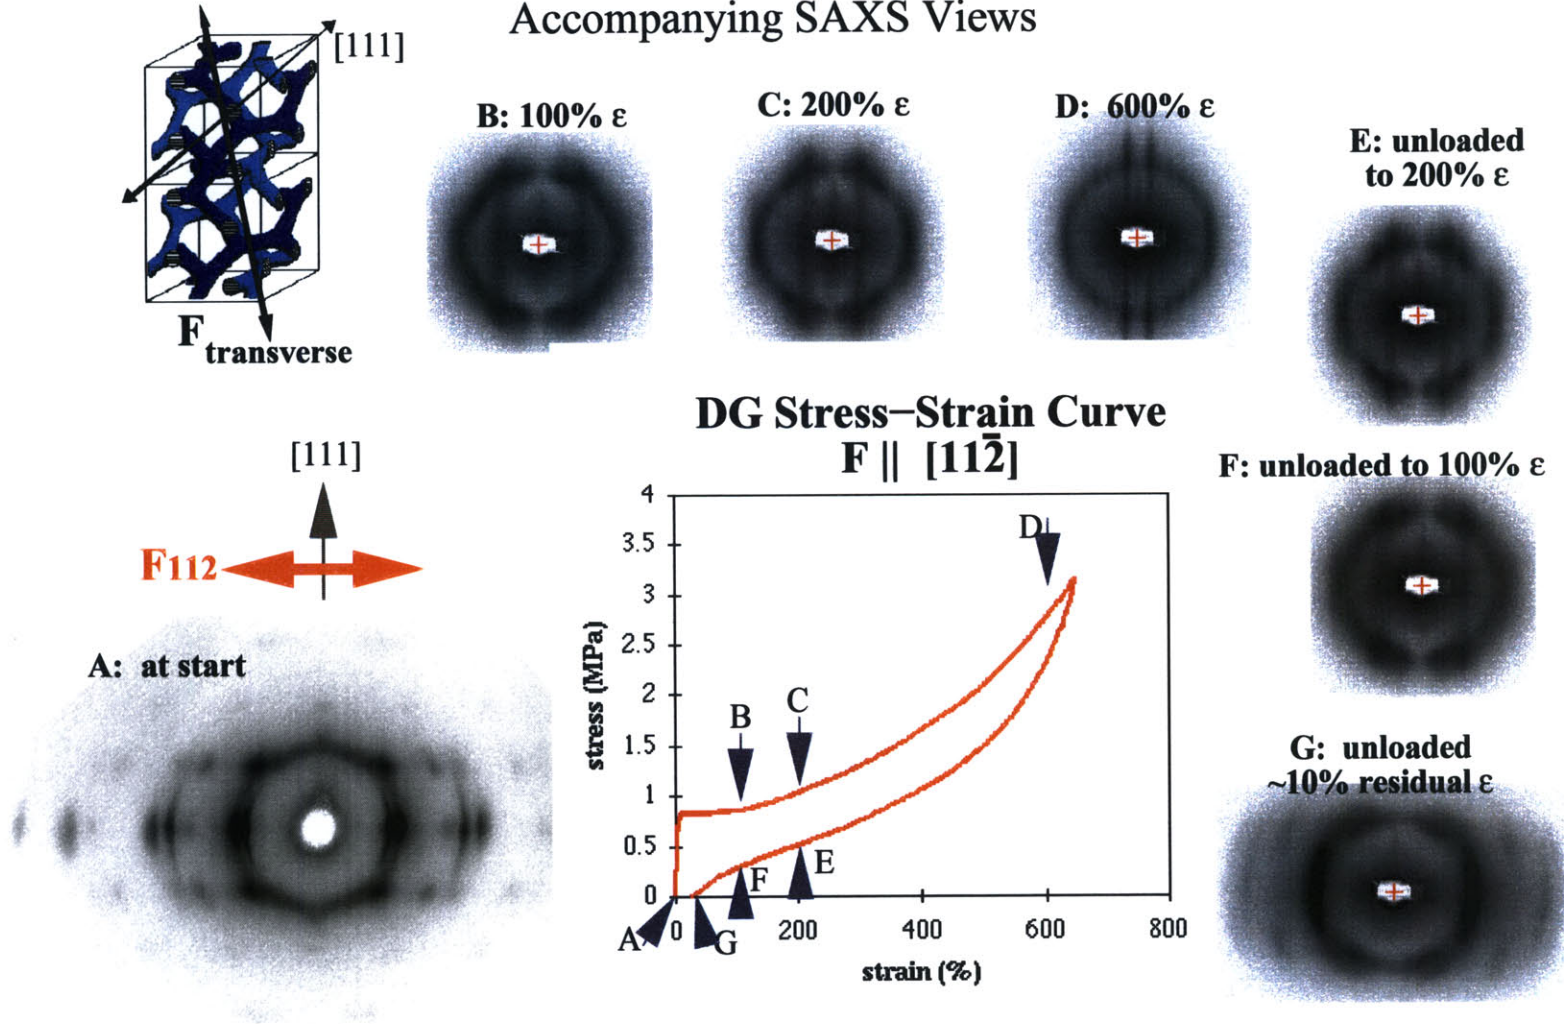 Accompanying SAXS Views
[111]
F
transverse
B: 100% ε
C: 200% ε
D: 600% ε
E: unloaded
to 200% ε
DG Stress–Strain Curve
F || [112̄]
F: unloaded to 100% ε
[111]
F112
A: at start
G: unloaded
~10% residual ε
stress (MPa)
4
3.5
3
2.5
2
1.5
1
0.5
0
D
B
C
F
E
A
G
0
200
400
600
800
strain (%)